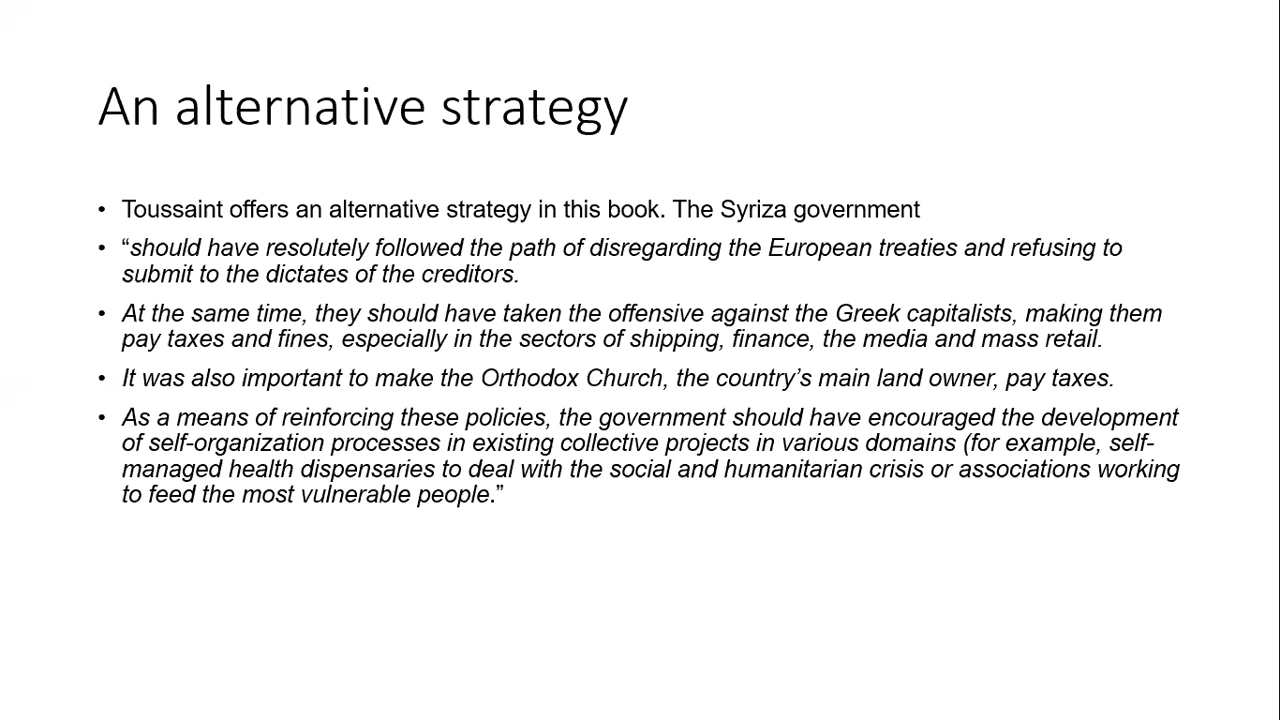 An alternative strategy
• Toussaint offers an alternative strategy in this book. The Syriza government
• “should have resolutely followed the path of disregarding the European treaties and refusing to
submit to the dictates of the creditors.
• At the same time, they should have taken the offensive against the Greek capitalists, making them
pay taxes and fines, especially in the sectors of shipping, finance, the media and mass retail.
• It was also important to make the Orthodox Church, the country’s main land owner, pay taxes.
• As a means of reinforcing these policies, the government should have encouraged the development
of self-organization processes in existing collective projects in various domains (for example, self-
managed health dispensaries to deal with the social and humanitarian crisis or associations working
to feed the most vulnerable people.”